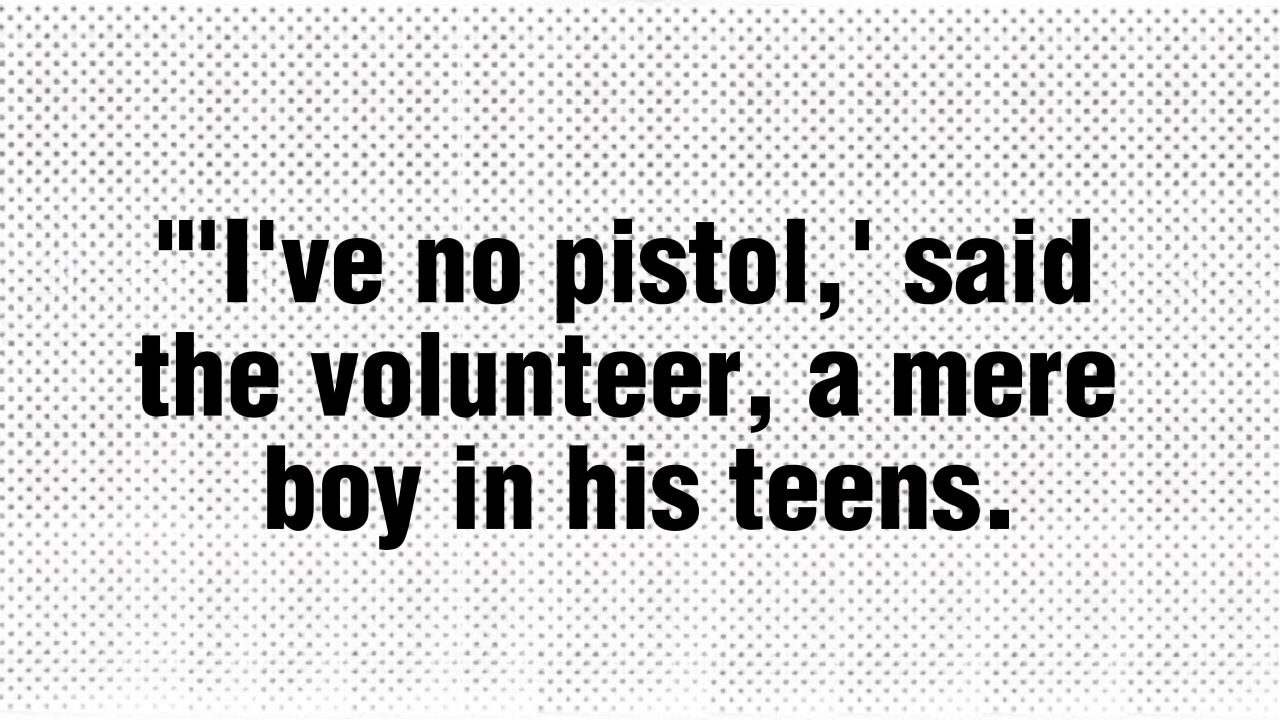 "'I've no pistol,' said
the volunteer, a mere
boy in his teens.